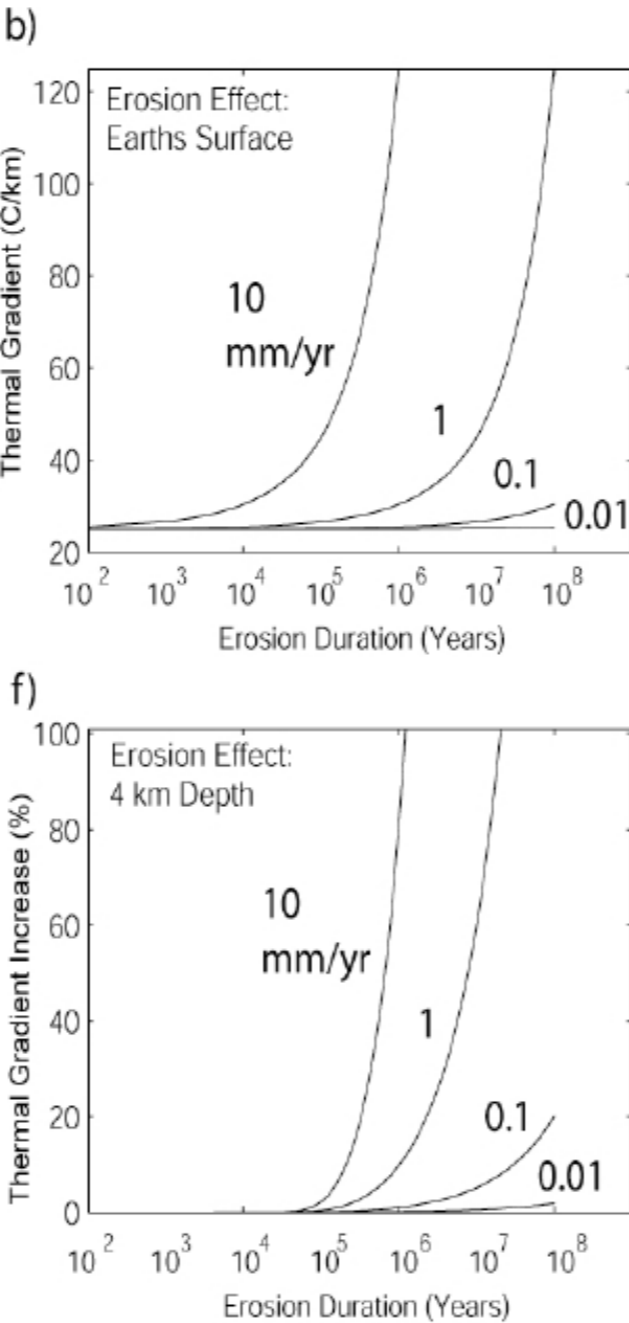 b)
Erosion Effect:
Earths Surface
Thermal Gradient (C/km)
120
100
80
60
40
20
10
mm/yr
1
0.1
0.01
10^2 10^3 10^4 10^5 10^6 10^7 10^8
Erosion Duration (Years)
f)
Erosion Effect:
4 km Depth
Thermal Gradient Increase (%)
100
80
60
40
20
0
10
mm/yr
1
0.1
0.01
10^2 10^3 10^4 10^5 10^6 10^7 10^8
Erosion Duration (Years)